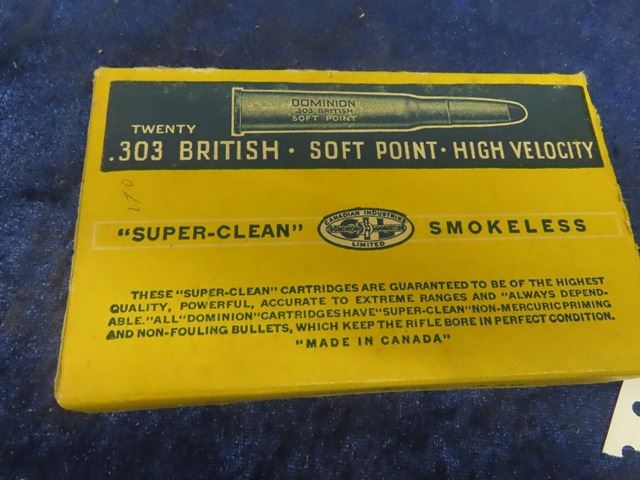 DOMINION
.303 BRITISH
SOFT POINT
TWENTY
.303 BRITISH · SOFT POINT · HIGH VELOCITY
"SUPER-CLEAN" CANADIAN INDUSTRIES LIMITED DOMINION CIL AMMUNITION SMOKELESS
THESE "SUPER-CLEAN" CARTRIDGES ARE GUARANTEED TO BE OF THE HIGHEST
QUALITY, POWERFUL, ACCURATE TO EXTREME RANGES AND "ALWAYS DEPEND-
ABLE." ALL "DOMINION" CARTRIDGES HAVE "SUPER-CLEAN" NON-MERCURIC PRIMING
AND NON-FOULING BULLETS, WHICH KEEP THE RIFLE BORE IN PERFECT CONDITION.
"MADE IN CANADA"